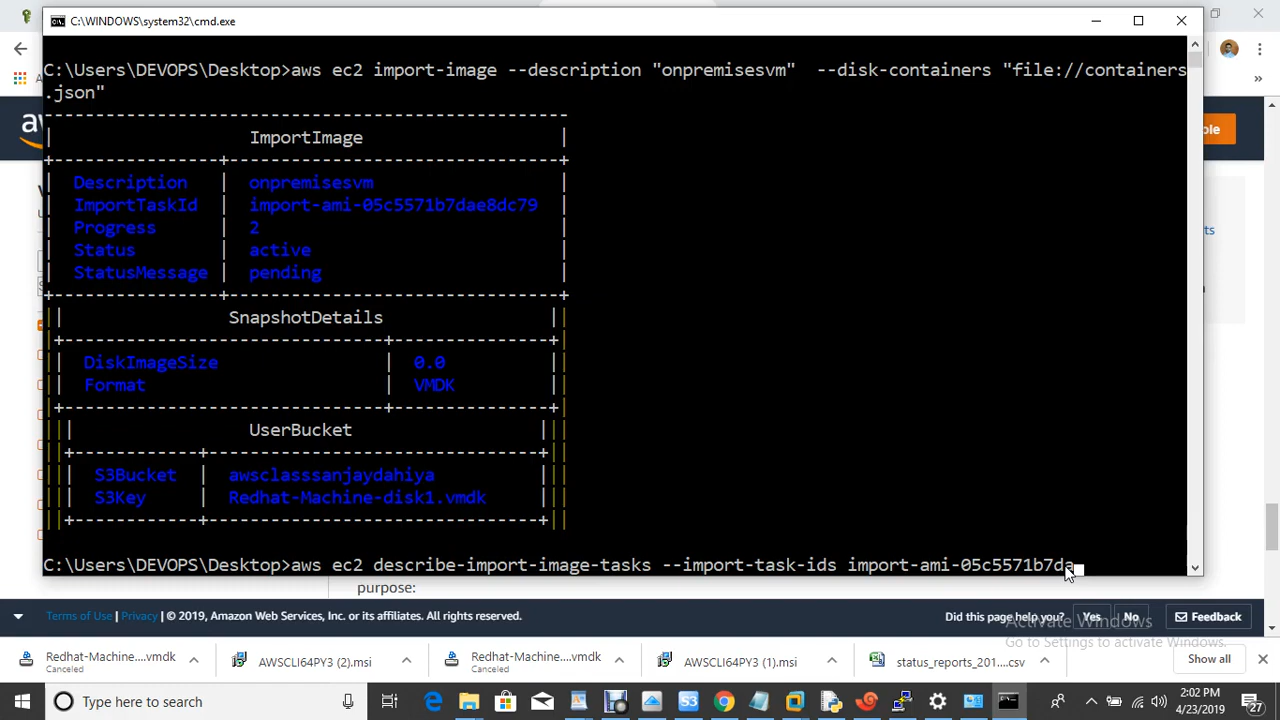 C:\WINDOWS\system32\cmd.exe
C:\Users\DEVOPS\Desktop>aws ec2 import-image --description "onpremisesvm"  --disk-containers "file://containers
.json"
ImportImage
Description onpremisesvm
ImportTaskId import-ami-05c5571b7dae8dc79
Progress 2
Status active
StatusMessage pending
SnapshotDetails
DiskImageSize 0.0
Format VMDK
UserBucket
S3Bucket awsclasssanjaydahiya
S3Key Redhat-Machine-disk1.vmdk
C:\Users\DEVOPS\Desktop>aws ec2 describe-import-image-tasks --import-task-ids import-ami-05c5571b7da
purpose:
Terms of Use | Privacy | © 2019, Amazon Web Services, Inc. or its affiliates. All rights reserved.
Did this page help you? Yes No Feedback
Activate Windows
Go to Settings to activate Windows.
Redhat-Machine....vmdk
Canceled
AWSCLI64PY3 (2).msi
Redhat-Machine....vmdk
Canceled
AWSCLI64PY3 (1).msi
status_reports_201....csv
Show all
Type here to search
2:02 PM
4/23/2019
27